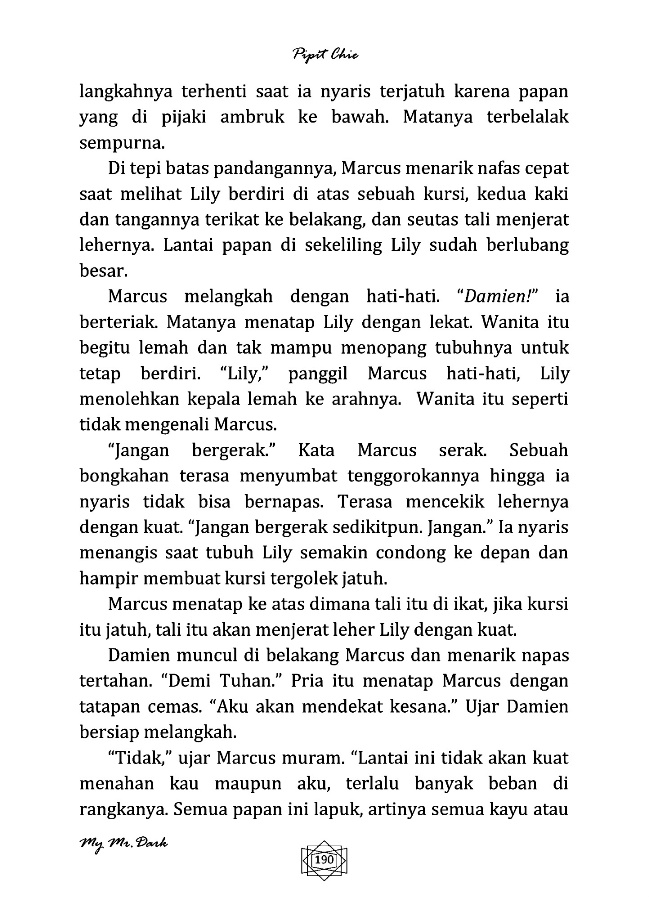 Pipit Chie
langkahnya terhenti saat ia nyaris terjatuh karena papan
yang di pijaki ambruk ke bawah. Matanya terbelalak
sempurna.
Di tepi batas pandangannya, Marcus menarik nafas cepat
saat melihat Lily berdiri di atas sebuah kursi, kedua kaki
dan tangannya terikat ke belakang, dan seutas tali menjerat
lehernya. Lantai papan di sekeliling Lily sudah berlubang
besar.
Marcus melangkah dengan hati-hati. “Damien!” ia
berteriak. Matanya menatap Lily dengan lekat. Wanita itu
begitu lemah dan tak mampu menopang tubuhnya untuk
tetap berdiri. “Lily,” panggil Marcus hati-hati, Lily
menolehkan kepala lemah ke arahnya. Wanita itu seperti
tidak mengenali Marcus.
“Jangan bergerak.” Kata Marcus serak. Sebuah
bongkahan terasa menyumbat tenggorokannya hingga ia
nyaris tidak bisa bernapas. Terasa mencekik lehernya
dengan kuat. “Jangan bergerak sedikitpun. Jangan.” Ia nyaris
menangis saat tubuh Lily semakin condong ke depan dan
hampir membuat kursi tergolek jatuh.
Marcus menatap ke atas dimana tali itu di ikat, jika kursi
itu jatuh, tali itu akan menjerat leher Lily dengan kuat.
Damien muncul di belakang Marcus dan menarik napas
tertahan. “Demi Tuhan.” Pria itu menatap Marcus dengan
tatapan cemas. “Aku akan mendekat kesana.” Ujar Damien
bersiap melangkah.
“Tidak,” ujar Marcus muram. “Lantai ini tidak akan kuat
menahan kau maupun aku, terlalu banyak beban di
rangkanya. Semua papan ini lapuk, artinya semua kayu atau
My Mr. Dark
190